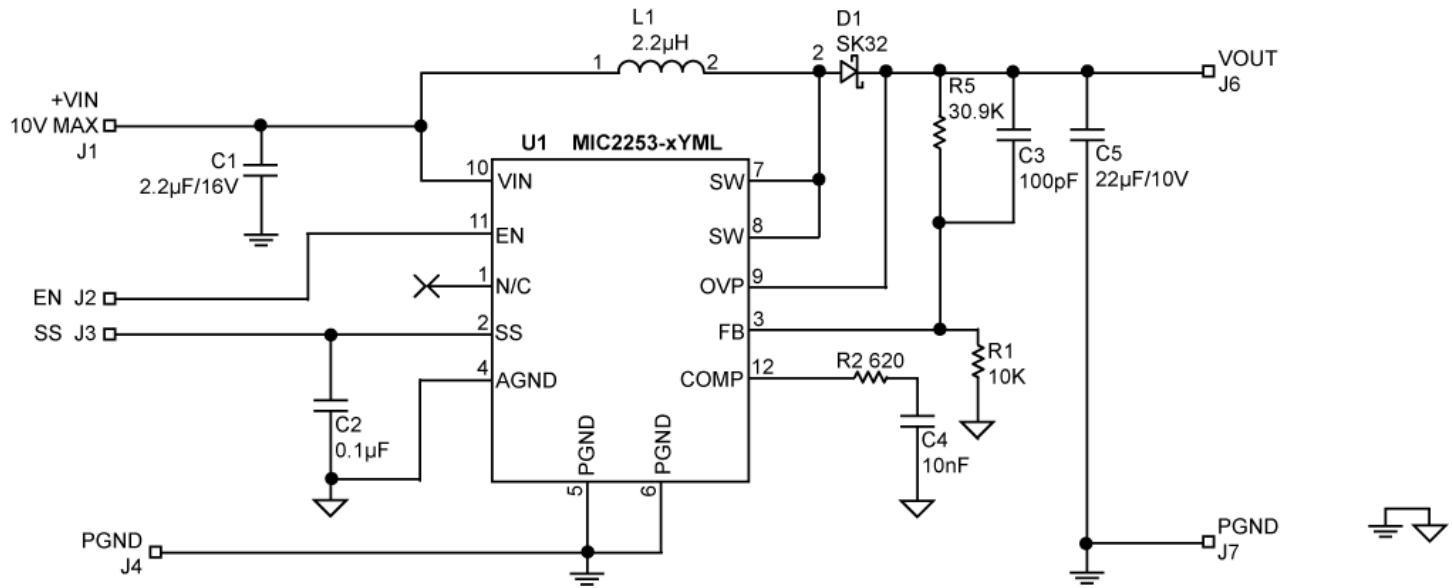 L1
2.2µH
1
2
2
D1
SK32
VOUT
J6
+VIN
10V MAX
J1
C1
2.2µF/16V
U1 MIC2253-xYML
R5
30.9K
C3
100pF
C5
22µF/10V
10
VIN
SW
7
11
EN
SW
8
1
N/C
OVP
9
EN J2
SS J3
2
SS
FB
3
4
AGND
COMP
12
R2 620
R1
10K
C2
0.1µF
C4
10nF
PGND
PGND
5
6
PGND
J4
PGND
J7